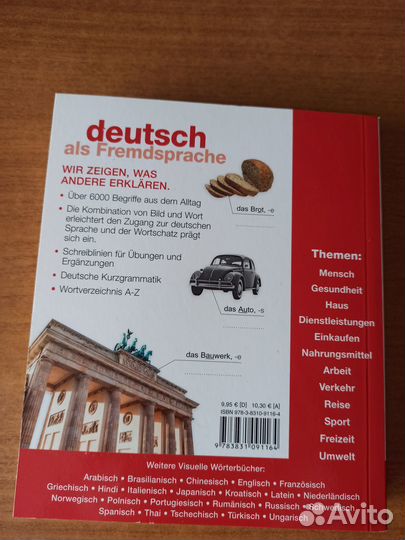 deutsch
als Fremdsprache
WIR ZEIGEN, WAS
ANDERE ERKLÄREN.
• Über 6000 Begriffe aus dem Alltag
• Die Kombination von Bild und Wort
erleichtert den Zugang zur deutschen
Sprache und der Wortschatz prägt
sich ein.
• Schreiblinien für Übungen und
Ergänzungen
• Deutsche Kurzgrammatik
• Wortverzeichnis A-Z
das Brot, -e
das Auto, -s
das Bauwerk, -e
Themen:
Mensch
Gesundheit
Haus
Dienstleistungen
Einkaufen
Nahrungsmittel
Arbeit
Verkehr
Reise
Sport
Freizeit
Umwelt
9,95 € [D] 10,30 € [A]
ISBN 978-3-8310-9116-4
9 783831 091164
Weitere Visuelle Wörterbücher:
Arabisch • Brasilianisch • Chinesisch • Englisch • Französisch
Griechisch • Hindi • Italienisch • Japanisch • Kroatisch • Latein • Niederländisch
Norwegisch • Polnisch • Portugiesisch • Rumänisch • Russisch • Schwedisch
Spanisch • Thai • Tschechisch • Türkisch • Ungarisch
Avito